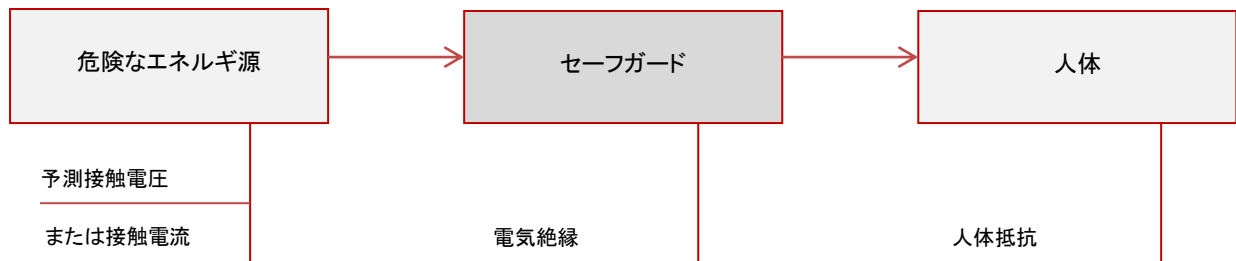 危険なエネルギ源
セーフガード
人体
予測接触電圧
または接触電流
電気絶縁
人体抵抗